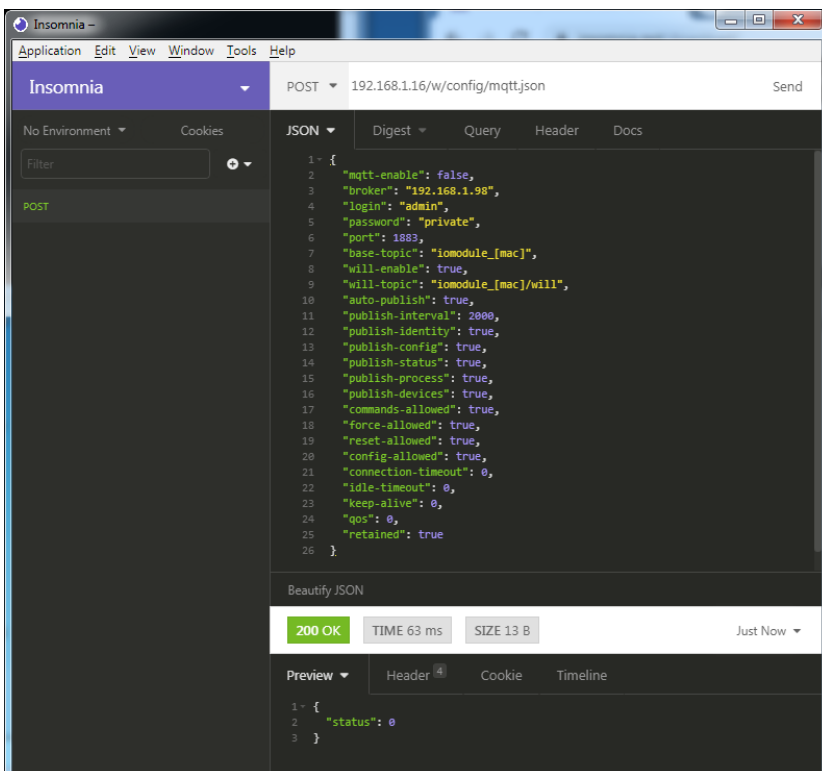 Insomnia –
Application Edit View Window Tools Help
Insomnia
POST 192.168.1.16/w/config/mqtt.json Send
No Environment Cookies
JSON Digest Query Header Docs
Filter
POST
1 {
2 "mqtt-enable": false,
3 "broker": "192.168.1.98",
4 "login": "admin",
5 "password": "private",
6 "port": 1883,
7 "base-topic": "iomodule_[mac]",
8 "will-enable": true,
9 "will-topic": "iomodule_[mac]/will",
10 "auto-publish": true,
11 "publish-interval": 2000,
12 "publish-identity": true,
13 "publish-config": true,
14 "publish-status": true,
15 "publish-process": true,
16 "publish-devices": true,
17 "commands-allowed": true,
18 "force-allowed": true,
19 "reset-allowed": true,
20 "config-allowed": true,
21 "connection-timeout": 0,
22 "idle-timeout": 0,
23 "keep-alive": 0,
24 "qos": 0,
25 "retained": true
26 }
Beautify JSON
200 OK TIME 63 ms SIZE 13 B Just Now
Preview Header 4 Cookie Timeline
1 {
2 "status": 0
3 }